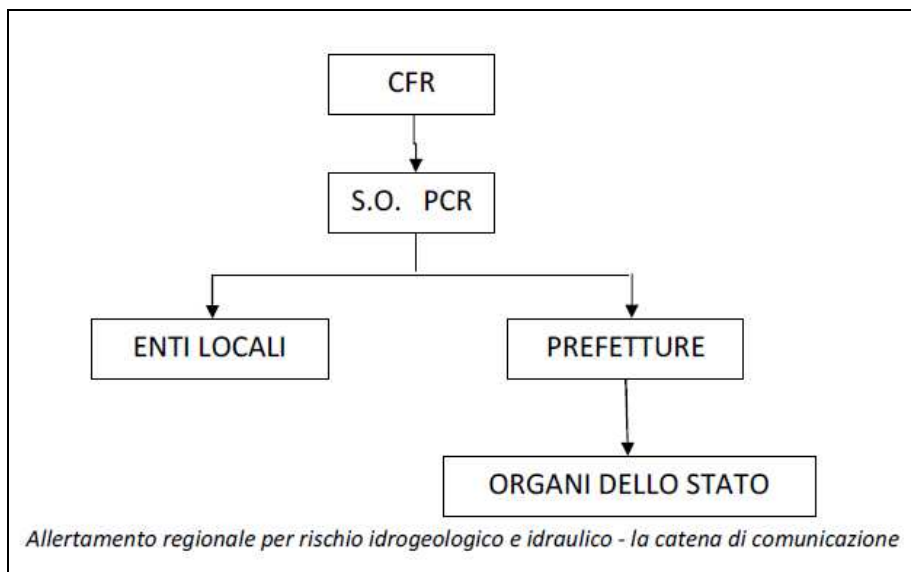 CFR
S.O. PCR
ENTI LOCALI
PREFETTURE
ORGANI DELLO STATO
Allertamento regionale per rischio idrogeologico e idraulico - la catena di comunicazione